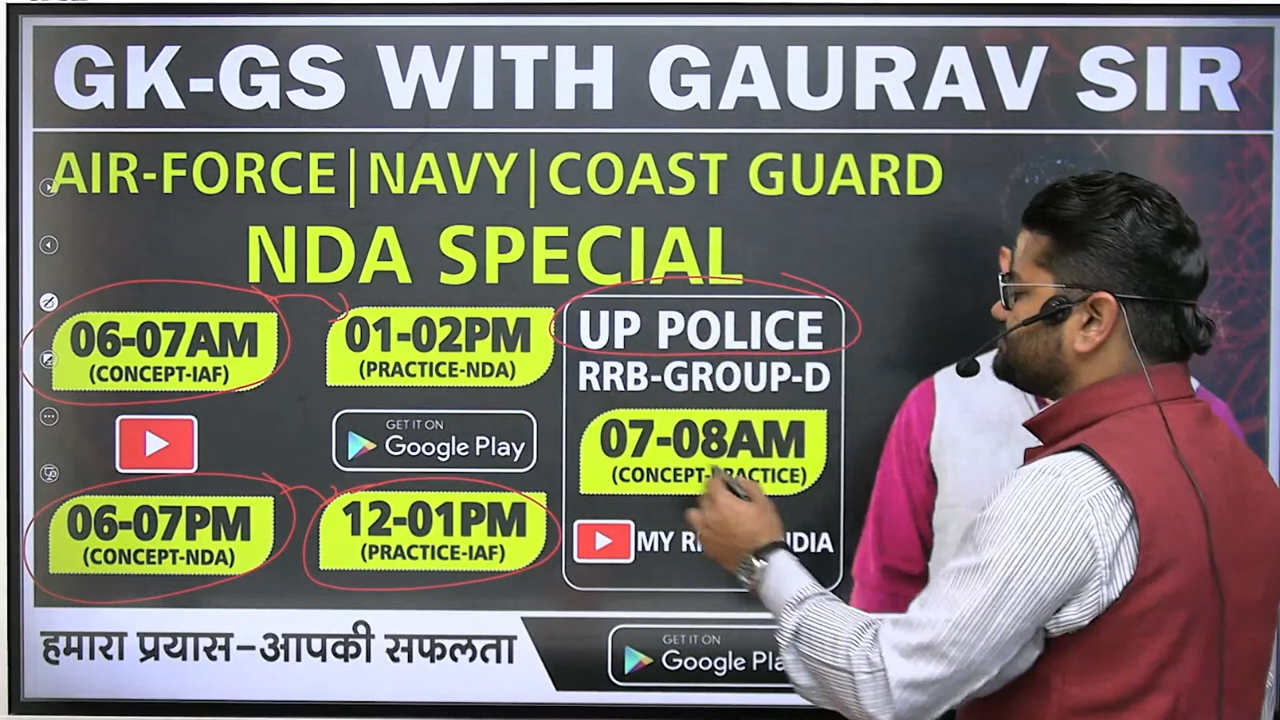 GK-GS WITH GAURAV SIR
AIR-FORCE|NAVY|COAST GUARD
NDA SPECIAL
06-07AM
(CONCEPT-IAF)
01-02PM
(PRACTICE-NDA)
UP POLICE
RRB-GROUP-D
07-08AM
(CONCEPT-PRACTICE)
GET IT ON
Google Play
06-07PM
(CONCEPT-NDA)
12-01PM
(PRACTICE-IAF)
MY
हमारा प्रयास-आपकी सफलता
GET IT ON
Google